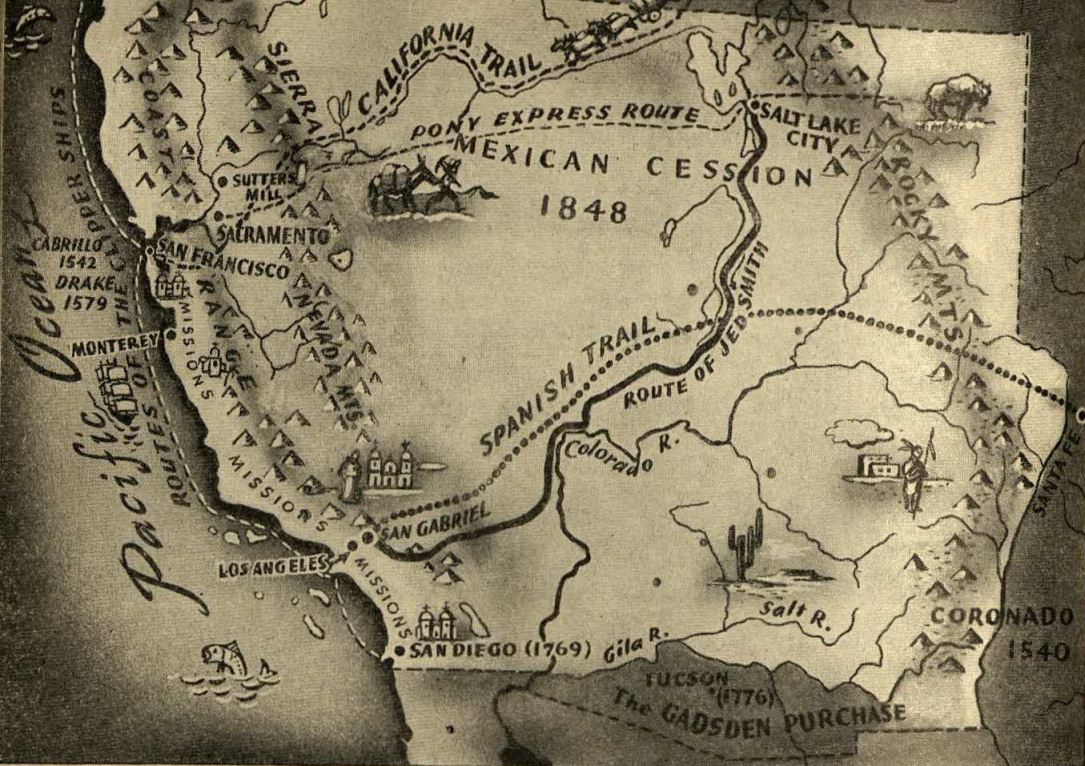 SIERRA
CALIFORNIA TRAIL
COAST
PONY EXPRESS ROUTE
SALT LAKE
CITY
MEXICAN CESSION
1848
SUTTERS
MILL
SACRAMENTO
ROCKY MTS.
Pacific Ocean
ROUTES OF THE CLIPPER SHIPS
CABRILLO
1542
DRAKE
1579
SAN FRANCISCO
RANGE
MISSIONS
NEVADA MTS.
MONTEREY
SPANISH TRAIL
ROUTE OF JED SMITH
Colorado R.
SANTA FE
MISSIONS
SAN GABRIEL
LOS ANGELES
MISSIONS
Salt R.
CORONADO
1540
SAN DIEGO (1769)
Gila R.
TUCSON
(1776)
The GADSDEN PURCHASE